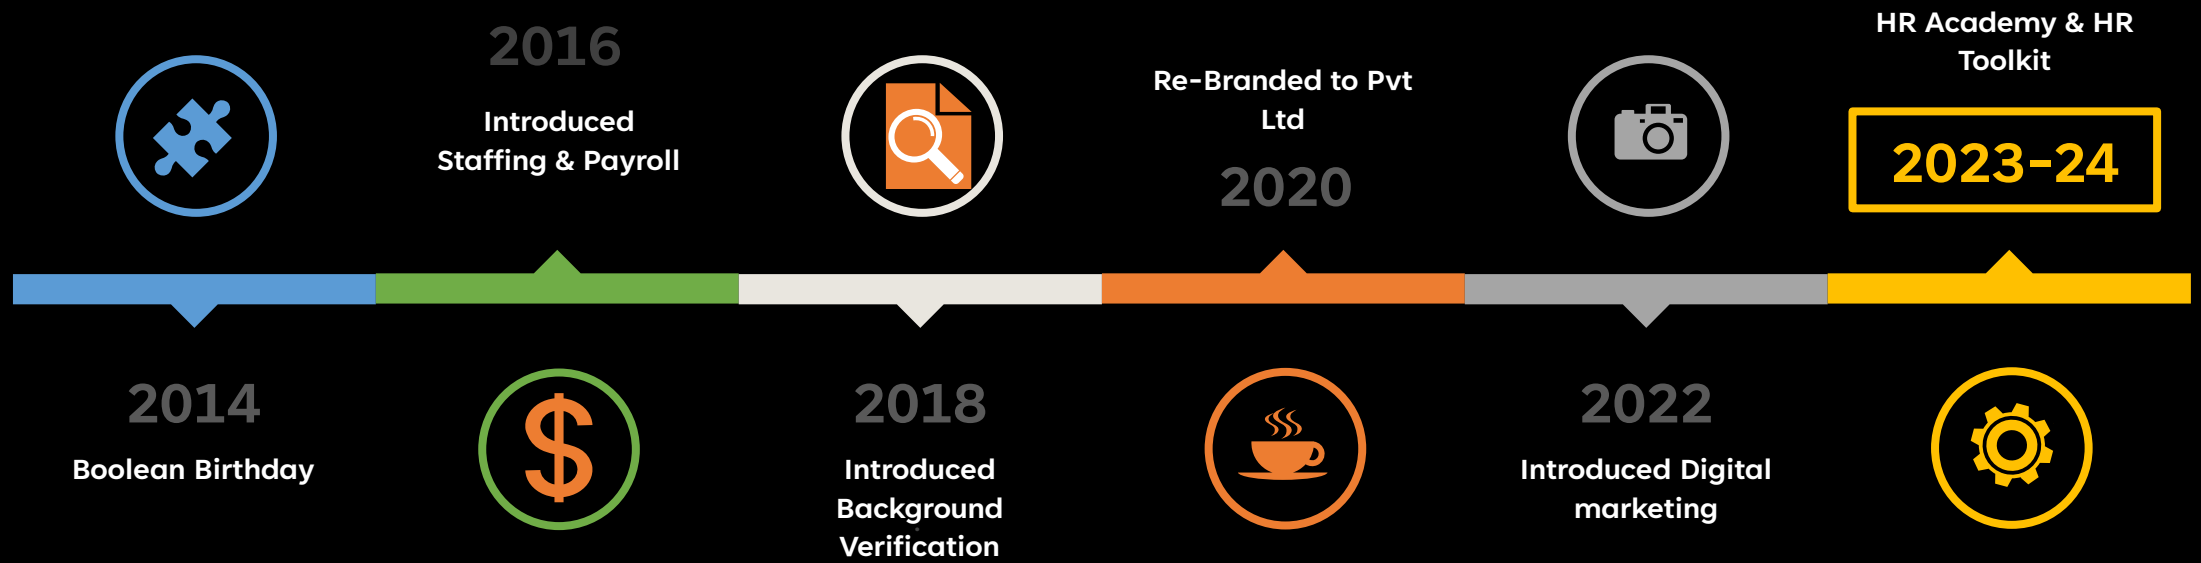 2014
Boolean Birthday
2016
Introduced
Staffing & Payroll
2018
Introduced
Background
Verification
Re-Branded to Pvt
Ltd
2020
2022
Introduced Digital
marketing
HR Academy & HR
Toolkit
2023-24